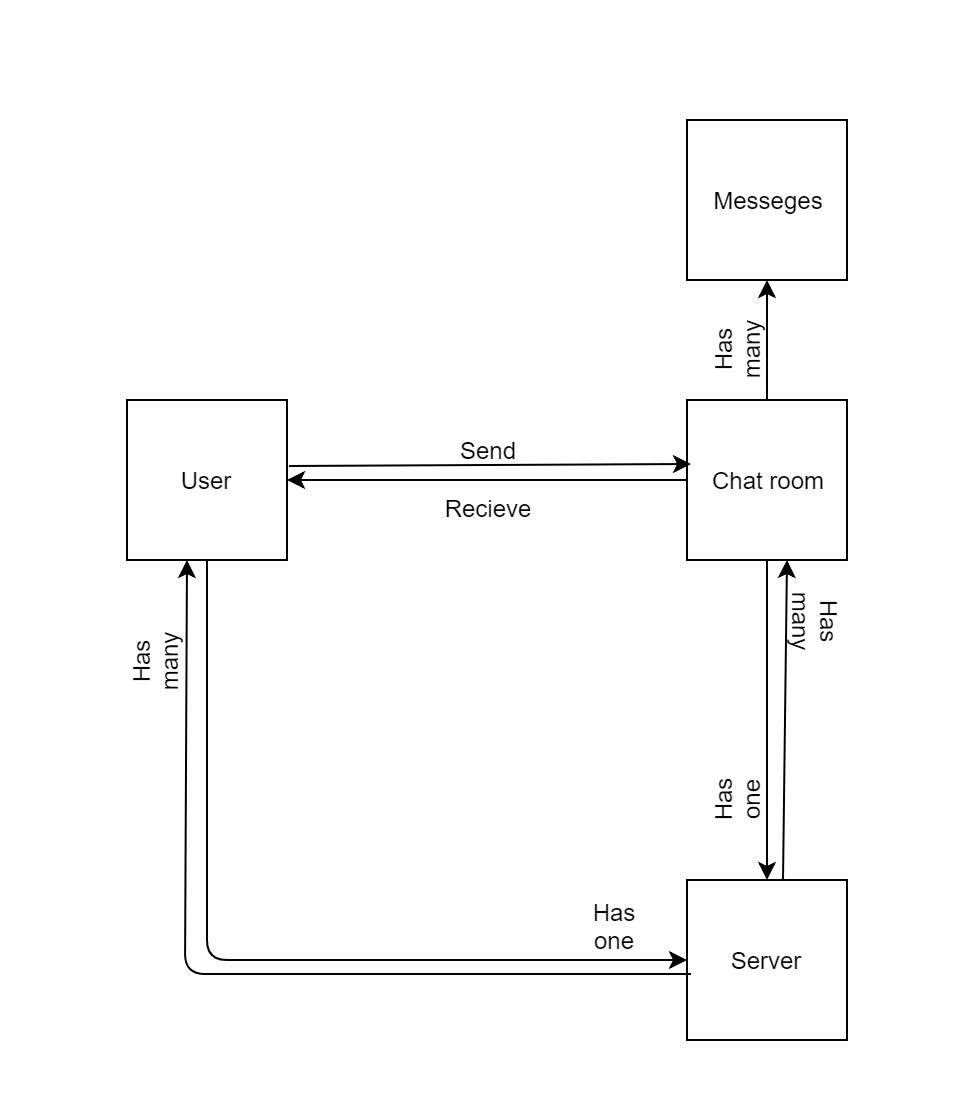 Messeges
Has
many
User
Send
Recieve
Chat room
Has
many
Has
many
Has
one
Has
one
Server